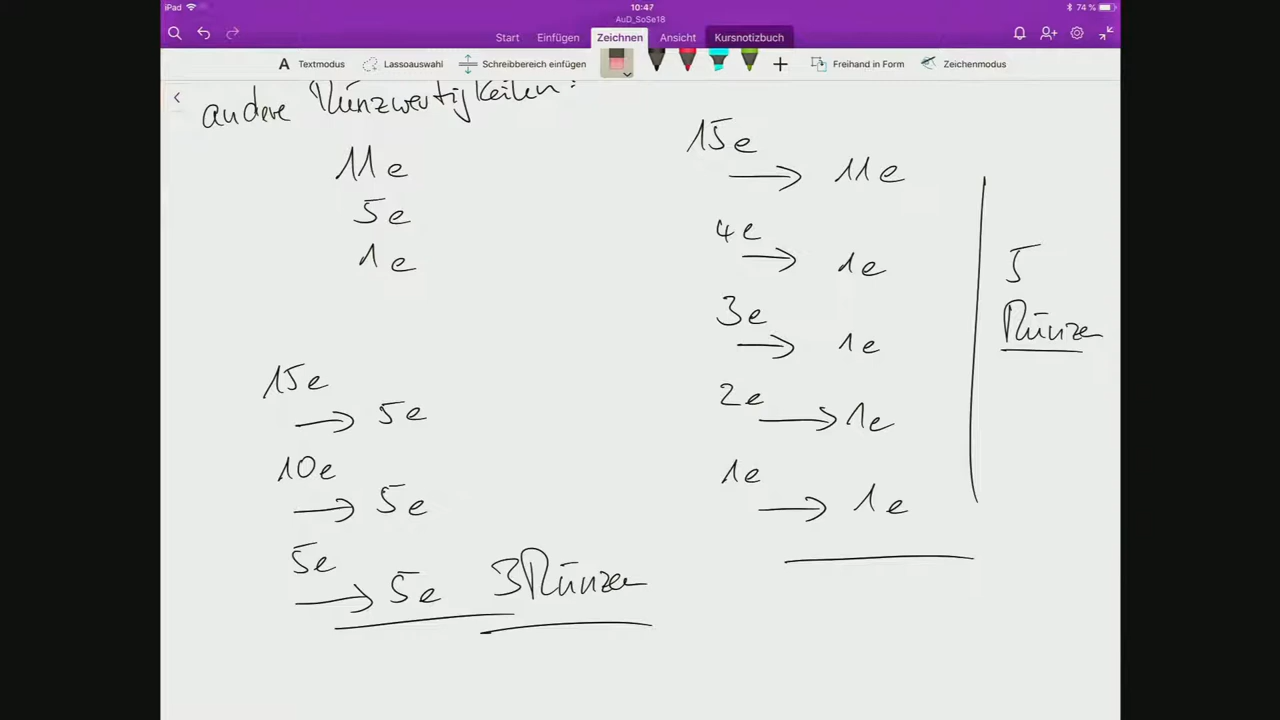 iPad
10:47
74 %
AuD_SoSe18
Start Einfügen Zeichnen Ansicht Kursnotizbuch
A Textmodus Lassoauswahl Schreibbereich einfügen Freihand in Form Zeichenmodus
andere Münzwertigkeiten:
11e
5e
1e
15e
→ 5e
10e
→ 5e
5e
→ 5e 3 Münzen
15e
→ 11e
4e
→ 1e
3e
→ 1e
2e
→ 1e
1e
→ 1e
5
Münzen